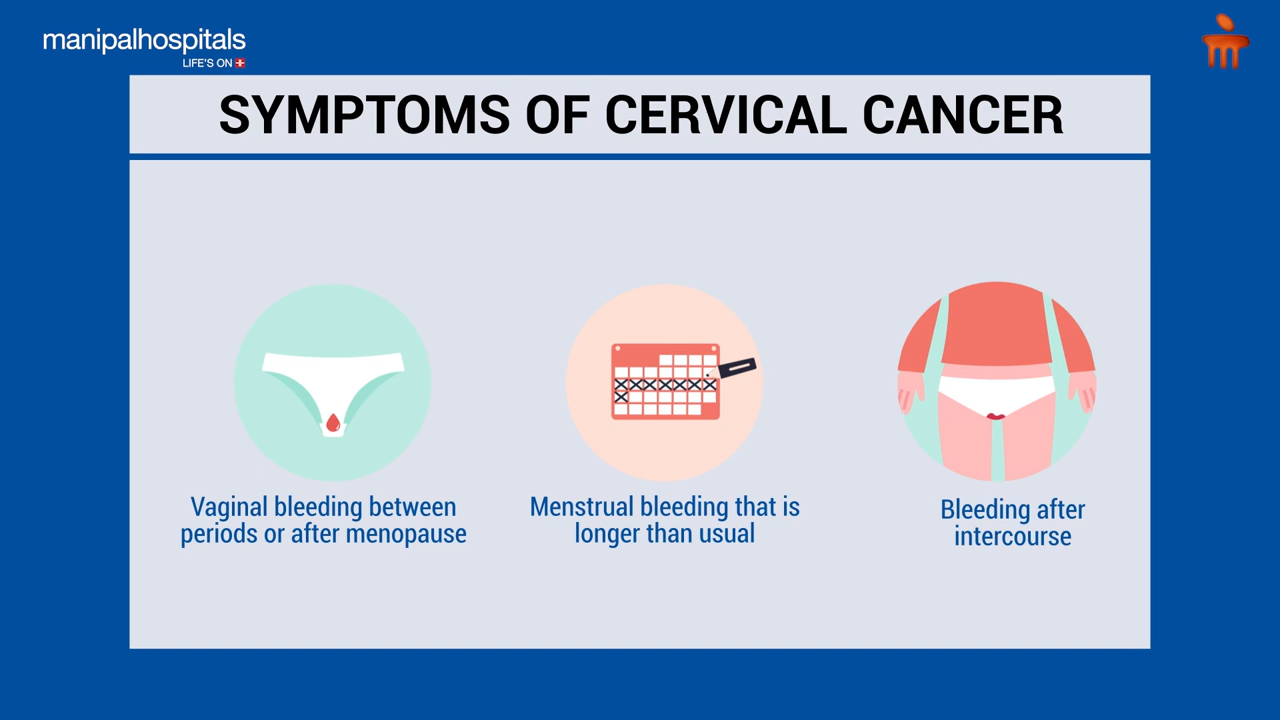 manipalhospitals
LIFE'S ON
SYMPTOMS OF CERVICAL CANCER
Vaginal bleeding between
periods or after menopause
Menstrual bleeding that is
longer than usual
Bleeding after
intercourse